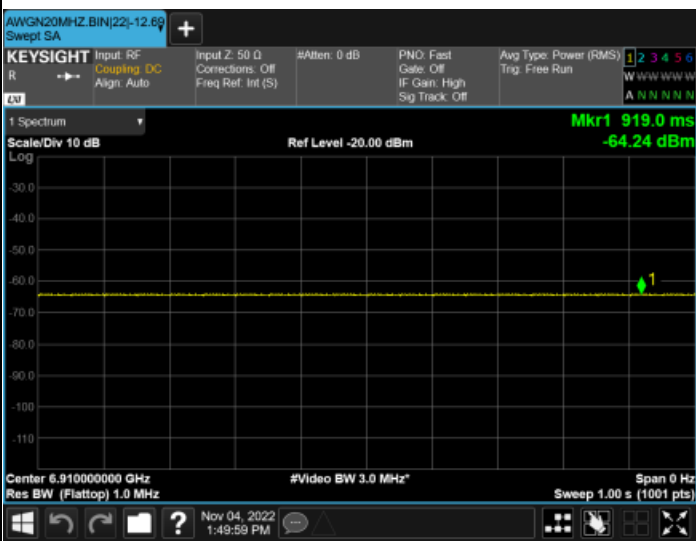 AWGN20MHZ.BIN|22|-12.69
Swept SA
KEYSIGHT
R
LXI
Input: RF
Coupling: DC
Align: Auto
Input Z: 50 Ω
Corrections: Off
Freq Ref: Int (S)
#Atten: 0 dB
PNO: Fast
Gate: Off
IF Gain: High
Sig Track: Off
Avg Type: Power (RMS)
Trig: Free Run
1 2 3 4 5 6
W W W W W W
A N N N N N
1 Spectrum
Mkr1 919.0 ms
-64.24 dBm
Scale/Div 10 dB
Ref Level -20.00 dBm
Log
-30.0
-40.0
-50.0
-60.0
1
-70.0
-80.0
-90.0
-100
-110
Center 6.910000000 GHz
#Video BW 3.0 MHz*
Span 0 Hz
Res BW (Flattop) 1.0 MHz
Sweep 1.00 s (1001 pts)
?
Nov 04, 2022
1:49:59 PM